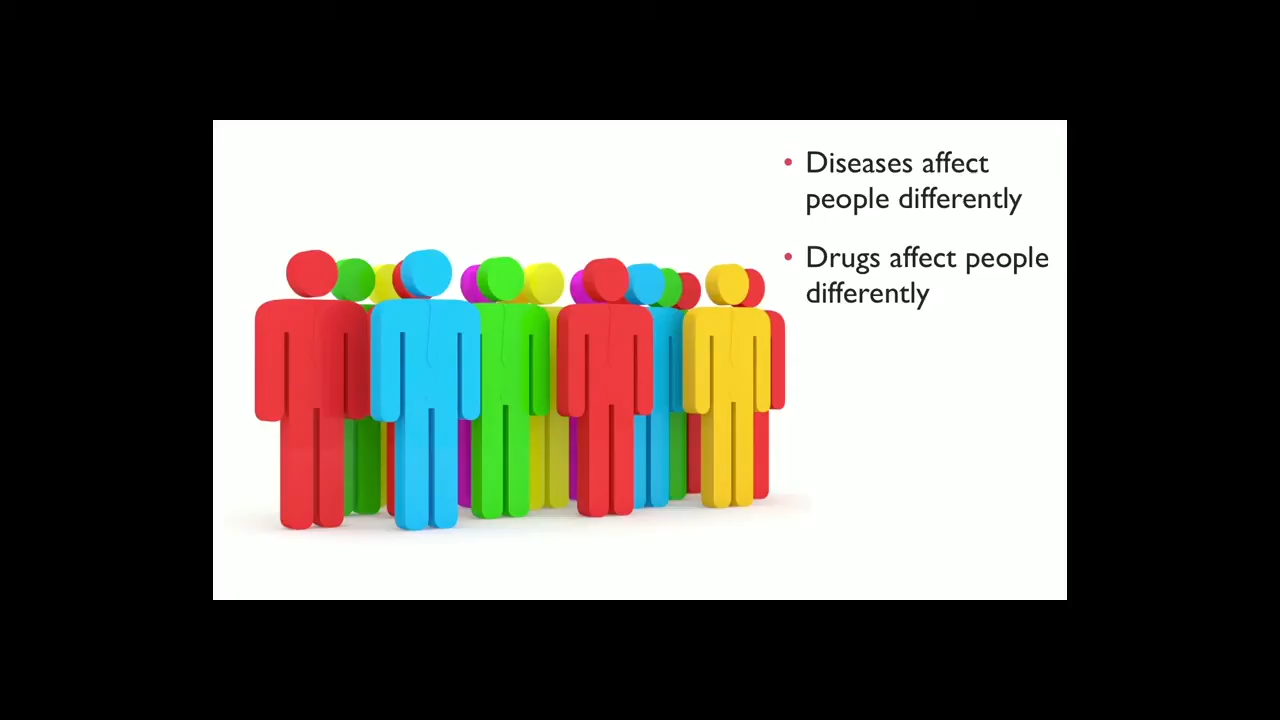 • Diseases affect
people differently
• Drugs affect people
differently